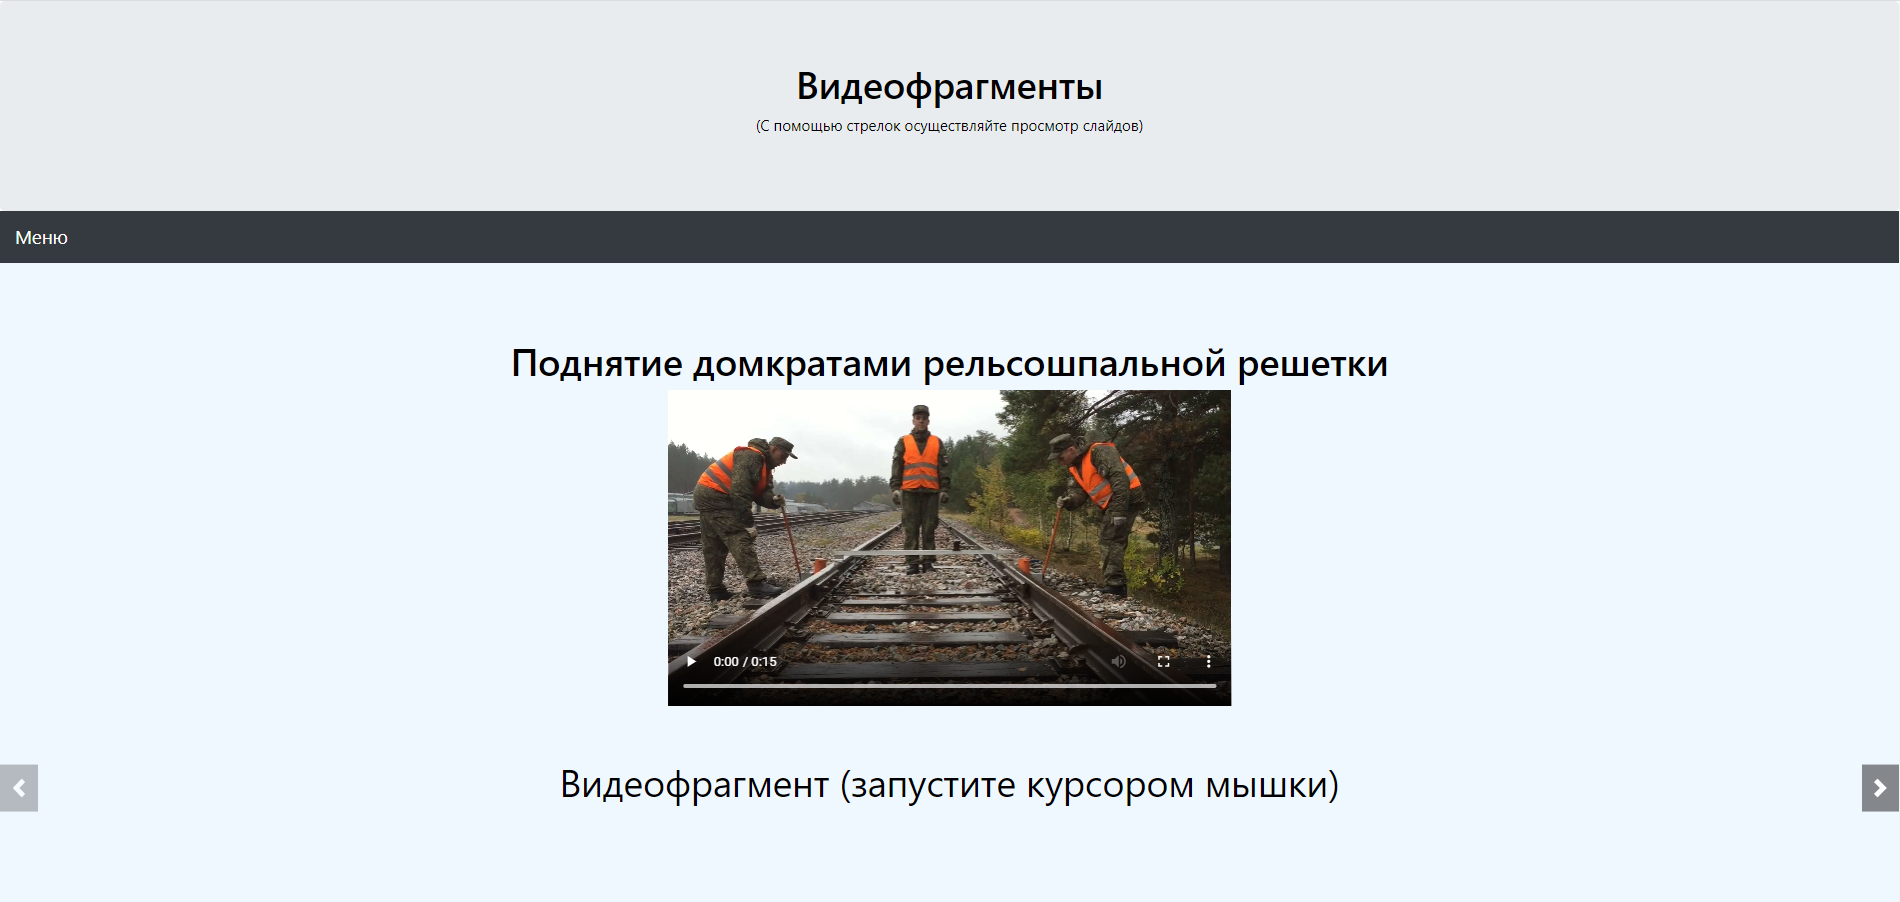 Видеофрагменты
(С помощью стрелок осуществляйте просмотр слайдов)
Меню
Поднятие домкратами рельсошпальной решетки
0:00 / 0:15
Видеофрагмент (запустите курсором мышки)